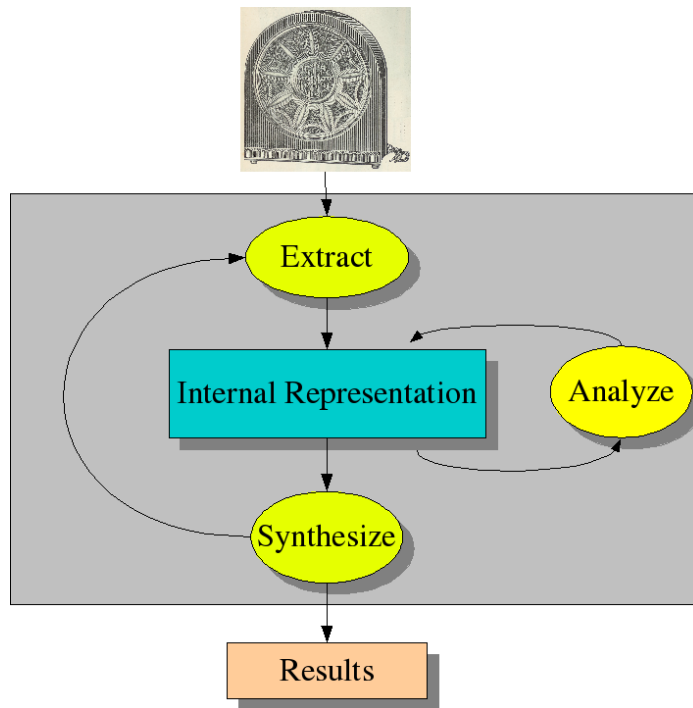 Extract
Internal Representation
Analyze
Synthesize
Results